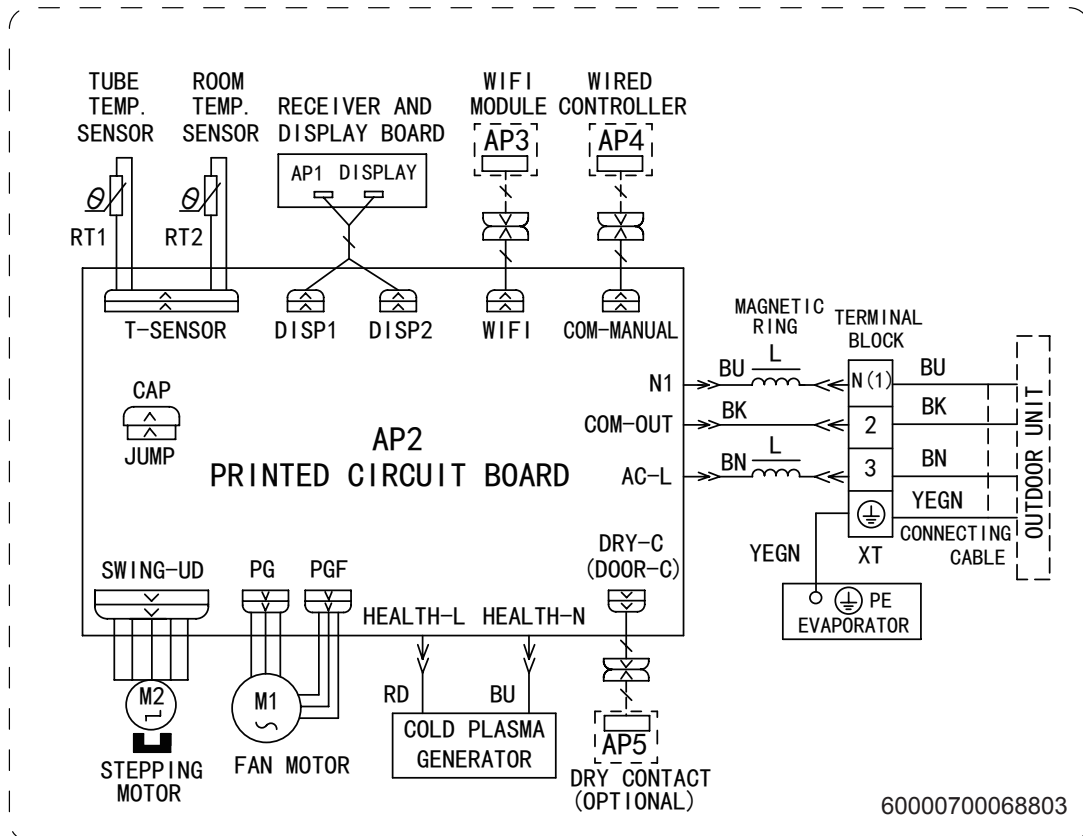 TUBE
TEMP.
SENSOR
ROOM
TEMP.
SENSOR
RECEIVER AND
DISPLAY BOARD
WIFI
MODULE
WIRED
CONTROLLER
AP1 DISPLAY
AP3
AP4
θ
RT1
θ
RT2
T-SENSOR
DISP1
DISP2
WIFI
COM-MANUAL
CAP
JUMP
AP2
PRINTED CIRCUIT BOARD
N1
COM-OUT
AC-L
MAGNETIC
RING
TERMINAL
BLOCK
BU
L
N(1)
BU
BK
2
BK
BN
L
3
BN
YEGN
YEGN
XT
CONNECTING
CABLE
OUTDOOR UNIT
PE
EVAPORATOR
SWING-UD
PG
PGF
HEALTH-L
HEALTH-N
DRY-C
(DOOR-C)
M2
M1
RD
BU
STEPPING
MOTOR
FAN MOTOR
COLD PLASMA
GENERATOR
AP5
DRY CONTACT
(OPTIONAL)
60000700068803